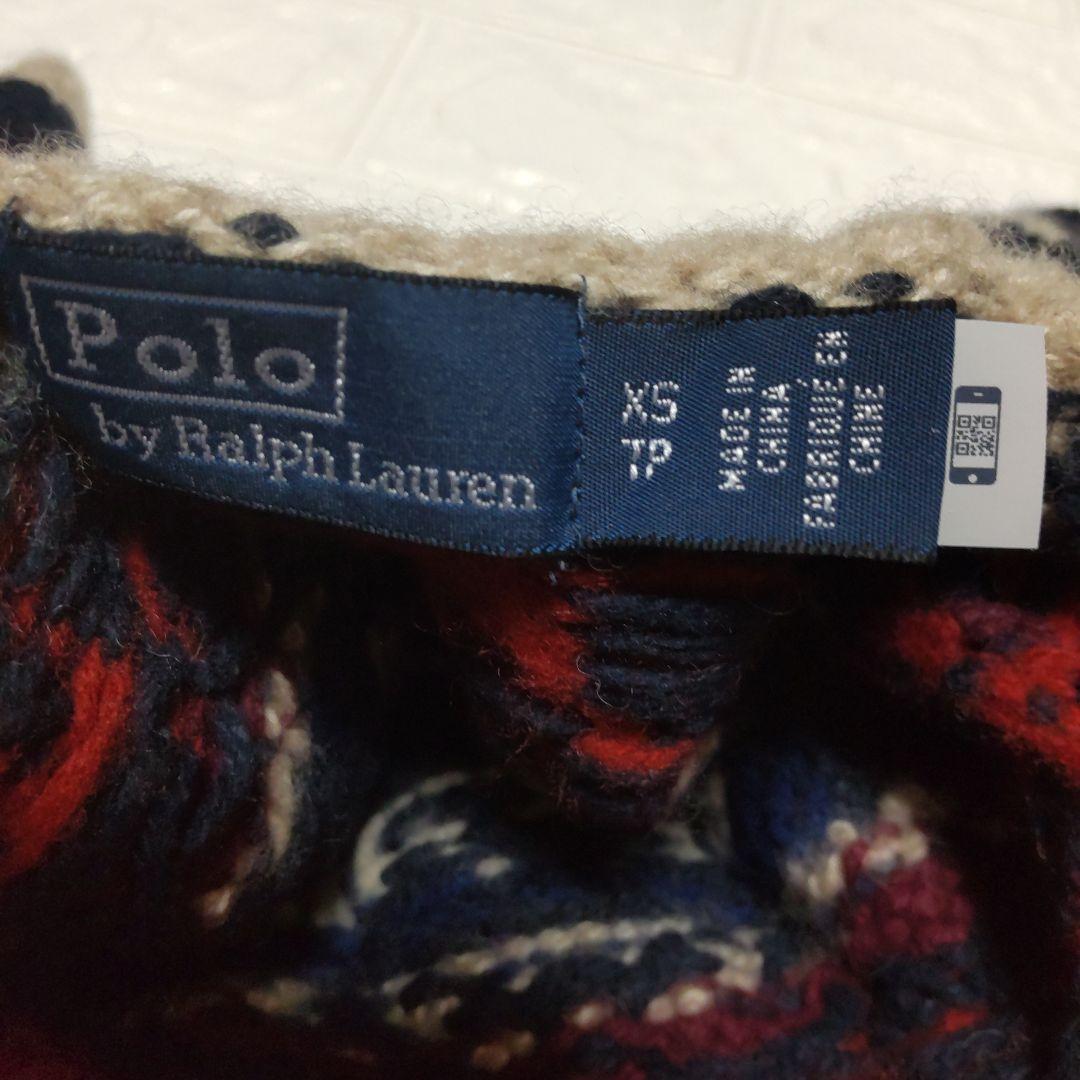 Polo
by Ralph Lauren
XS
TP
MADE IN
CHINA
FABRIQUÉ EN
CHINE